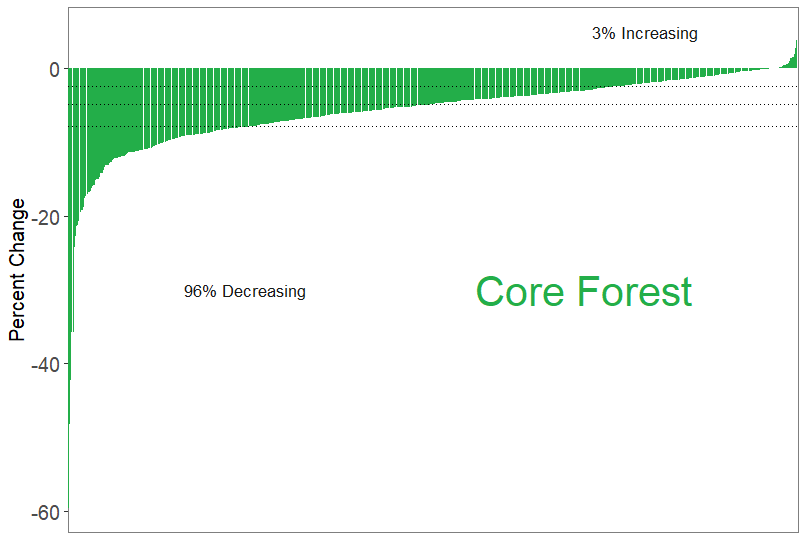 3% Increasing
0
-20
Percent Change
96% Decreasing
Core Forest
-40
-60